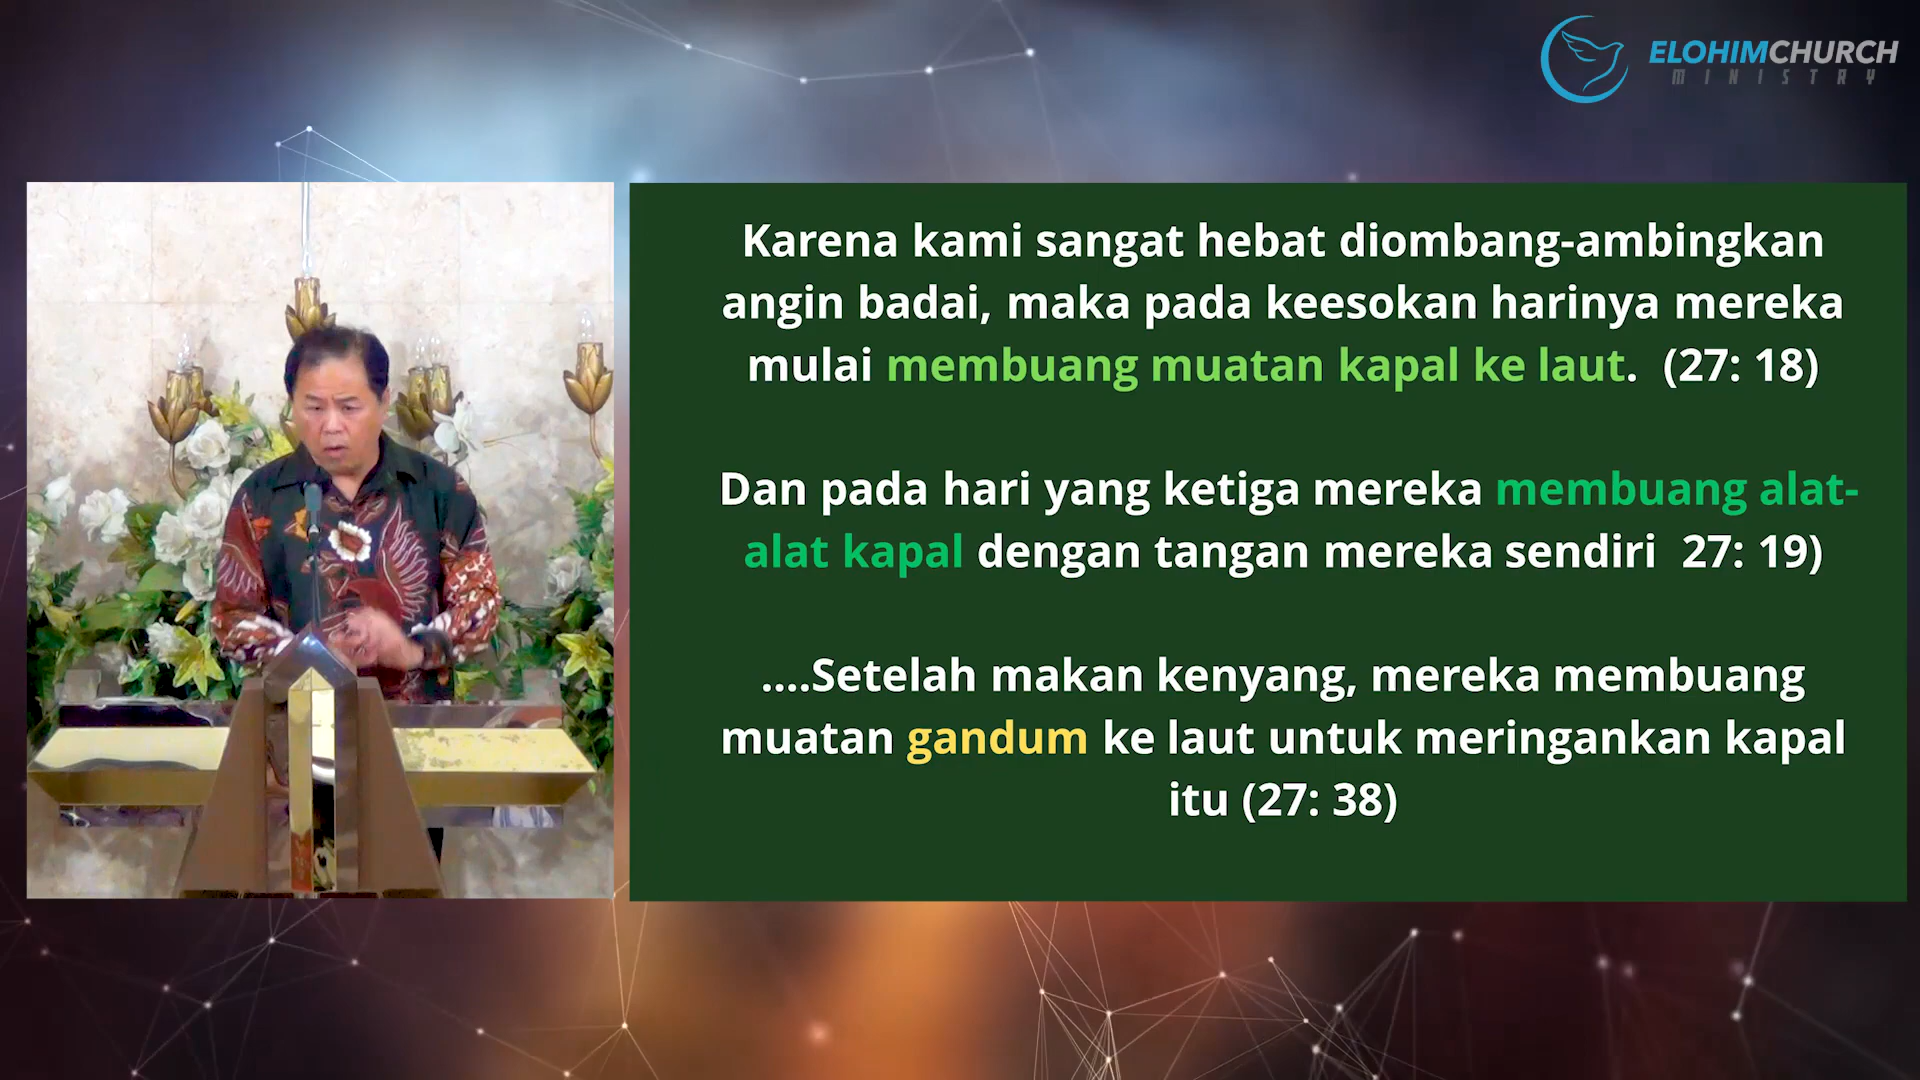 ELOHIMCHURCH
MINISTRY
Karena kami sangat hebat diombang-ambingkan
angin badai, maka pada keesokan harinya mereka
mulai membuang muatan kapal ke laut.  (27: 18)
Dan pada hari yang ketiga mereka membuang alat-
alat kapal dengan tangan mereka sendiri  27: 19)
....Setelah makan kenyang, mereka membuang
muatan gandum ke laut untuk meringankan kapal
itu (27: 38)